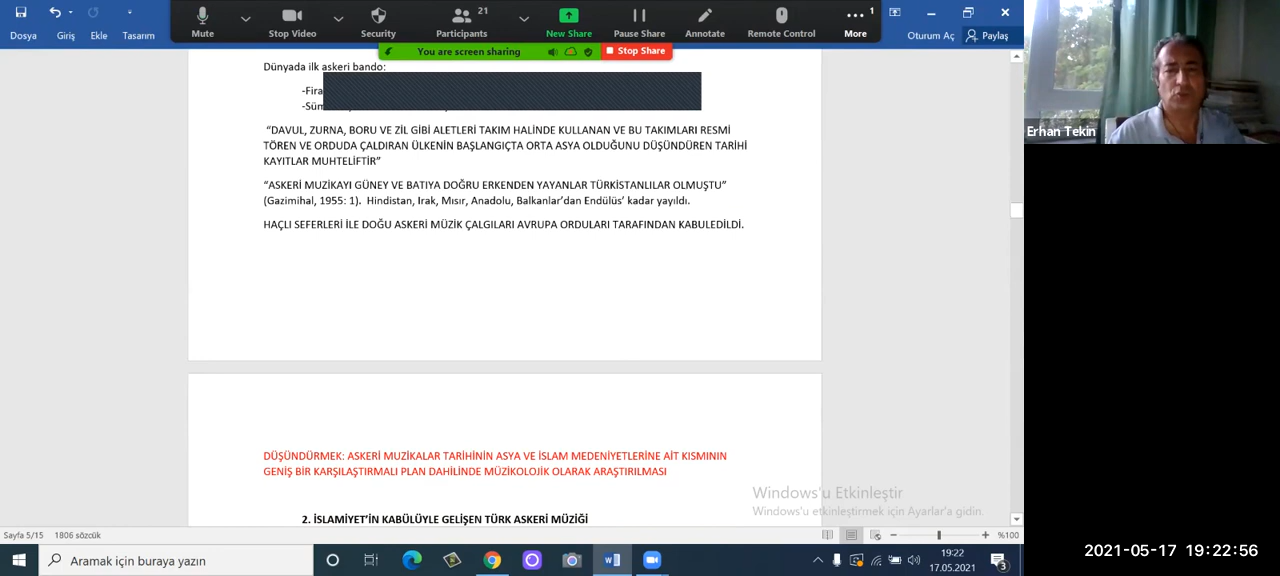 21
1
Mute
Stop Video
Security
Participants
New Share
Pause Share
Annotate
Remote Control
More
Dosya
Giriş
Ekle
Tasarım
Oturum Aç
Paylaş
You are screen sharing
Stop Share
Dünyada ilk askeri bando:
“DAVUL, ZURNA, BORU VE ZİL GİBİ ALETLERİ TAKIM HALİNDE KULLANAN VE BU TAKIMLARI RESMİ
TÖREN VE ORDUDA ÇALDIRAN ÜLKENİN BAŞLANGIÇTA ORTA ASYA OLDUĞUNU DÜŞÜNDÜREN TARİHİ
KAYITLAR MUHTELİFTİR”
“ASKERİ MUZİKAYI GÜNEY VE BATIYA DOĞRU ERKENDEN YAYANLAR TÜRKİSTANLILAR OLMUŞTU”
(Gazimihal, 1955: 1). Hindistan, Irak, Mısır, Anadolu, Balkanlar’dan Endülüs’ kadar yayıldı.
HAÇLI SEFERLERİ İLE DOĞU ASKERİ MÜZİK ÇALGILARI AVRUPA ORDULARI TARAFINDAN KABULEDİLDİ.
DÜŞÜNDÜRMEK: ASKERİ MUZİKALAR TARİHİNİN ASYA VE İSLAM MEDENİYETLERİNE AİT KISMININ
GENİŞ BİR KARŞILAŞTIRMALI PLAN DAHİLİNDE MÜZİKOLOJİK OLARAK ARAŞTIRILMASI
2. İSLAMİYET’İN KABÜLÜYLE GELİŞEN TÜRK ASKERİ MÜZİĞİ
Windows'u Etkinleştir
Windows'u etkinleştirmek için Ayarlar'a gidin.
Sayfa 5/15 1806 sözcük
%100
Aramak için buraya yazın
19:22
17.05.2021
3
Erhan Tekin
2021-05-17 19:22:56